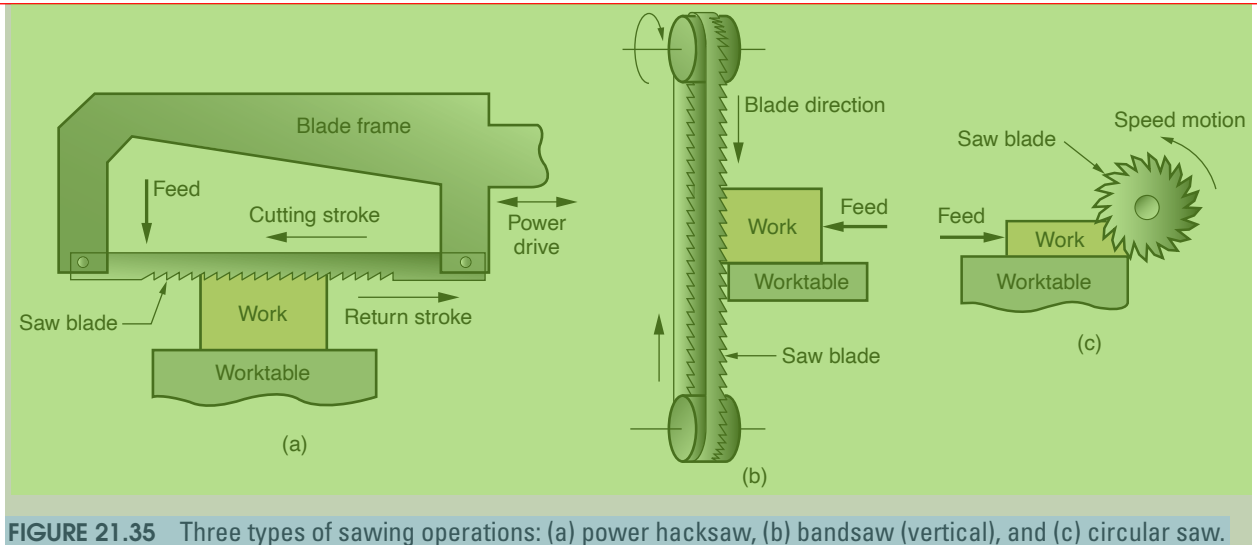 Blade frame
Feed
Cutting stroke
Power
drive
Saw blade
Work
Return stroke
Worktable
(a)
Blade direction
Work
Feed
Worktable
Saw blade
(b)
Speed motion
Saw blade
Feed
Work
Worktable
(c)
FIGURE 21.35 Three types of sawing operations: (a) power hacksaw, (b) bandsaw (vertical), and (c) circular saw.